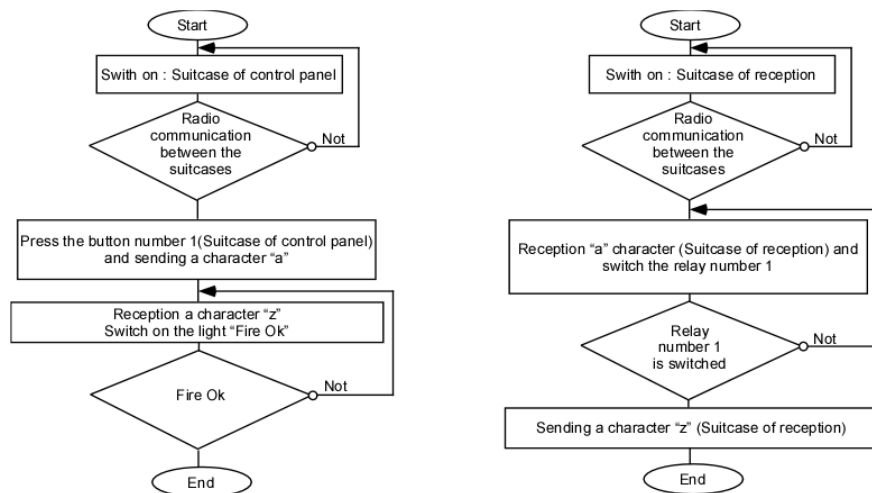 Start
Swith on : Suitcase of control panel
Radio
communication
between the
suitcases
Not
Press the button number 1(Suitcase of control panel)
and sending a character “a”
Reception a character “z”
Switch on the light “Fire Ok”
Fire Ok
Not
End
Start
Swith on : Suitcase of reception
Radio
communication
between the
suitcases
Not
Reception “a” character (Suitcase of reception) and
switch the relay number 1
Relay
number 1
is switched
Not
Sending a character “z” (Suitcase of reception)
End